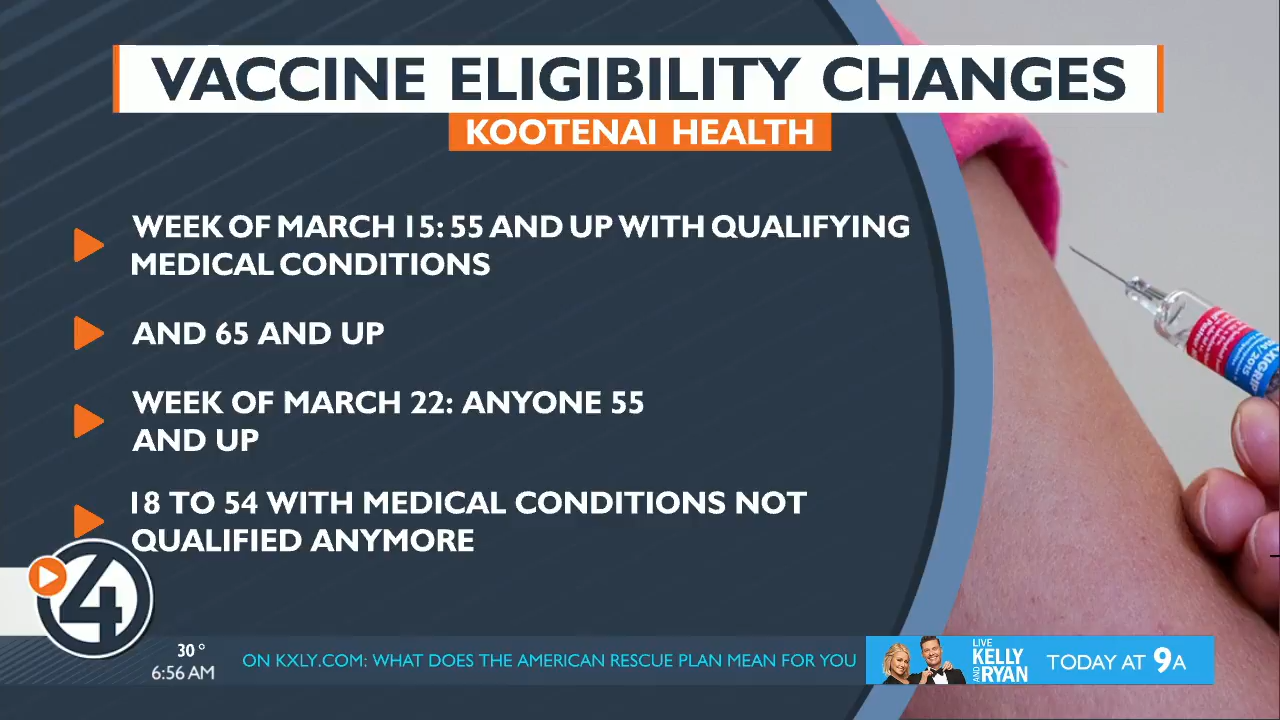 VACCINE ELIGIBILITY CHANGES
KOOTENAI HEALTH
WEEK OF MARCH 15: 55 AND UP WITH QUALIFYING
MEDICAL CONDITIONS
AND 65 AND UP
WEEK OF MARCH 22: ANYONE 55
AND UP
18 TO 54 WITH MEDICAL CONDITIONS NOT
QUALIFIED ANYMORE
4
30°
6:56 AM
ON KXLY.COM: WHAT DOES THE AMERICAN RESCUE PLAN MEAN FOR YOU
LIVE
KELLY
AND RYAN
TODAY AT 9A